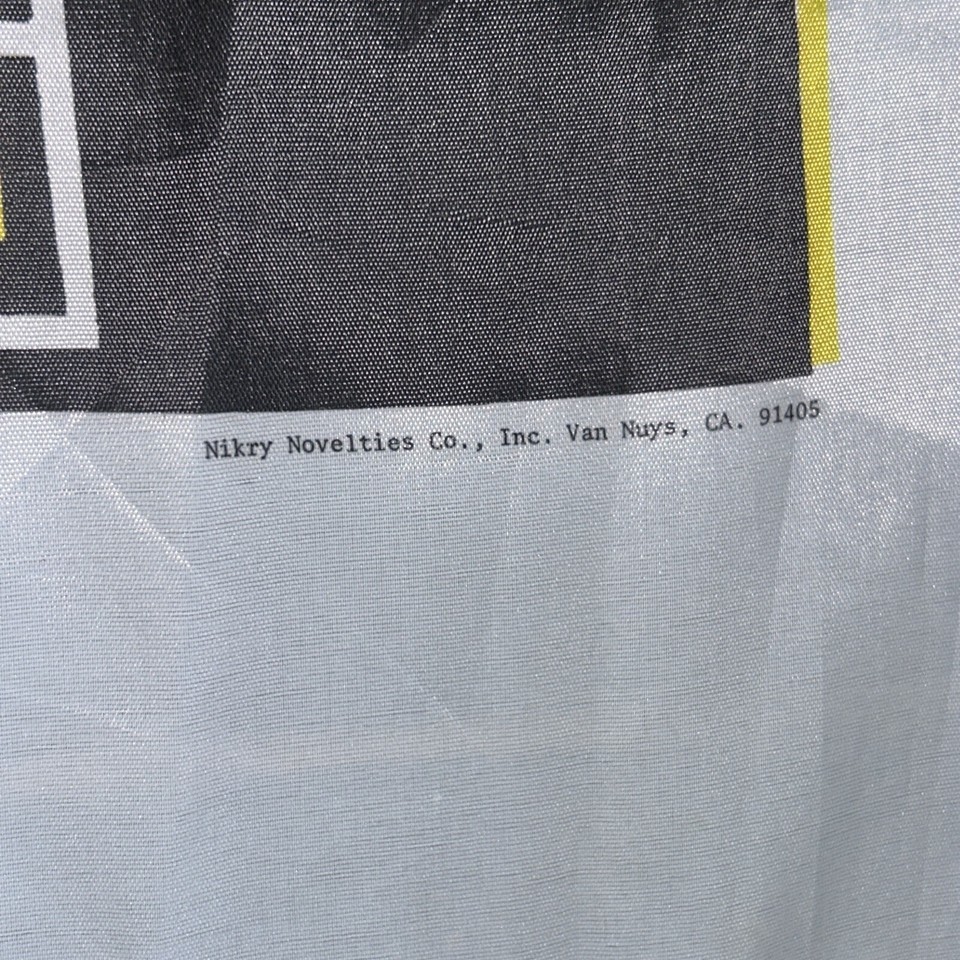 Nikry Novelties Co., Inc. Van Nuys, CA. 91405